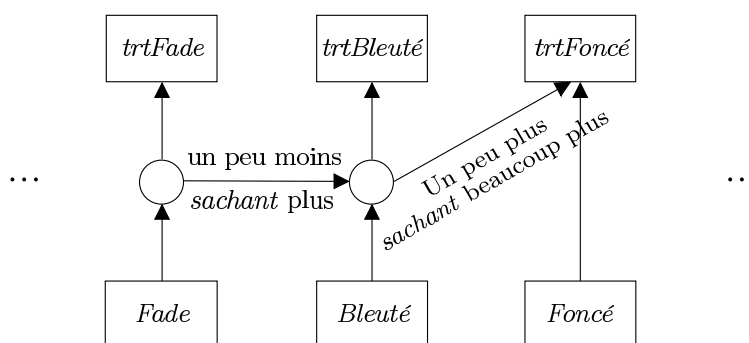 trtFade
trtBleuté
trtFoncé
un peu moins
sachant plus
Un peu plus
sachant beaucoup plus
...
..
Fade
Bleuté
Foncé